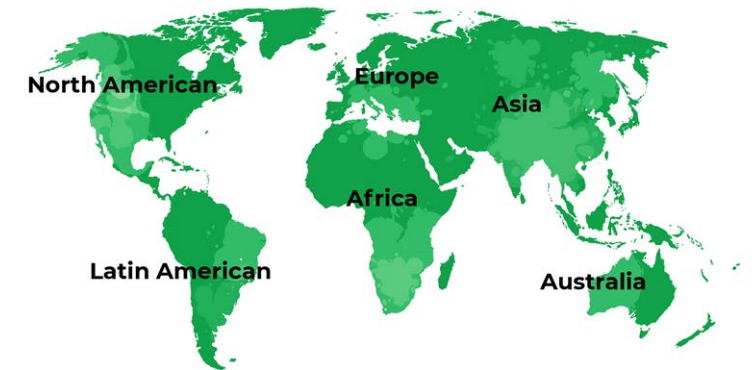 North American
Europe
Asia
Africa
Latin American
Australia